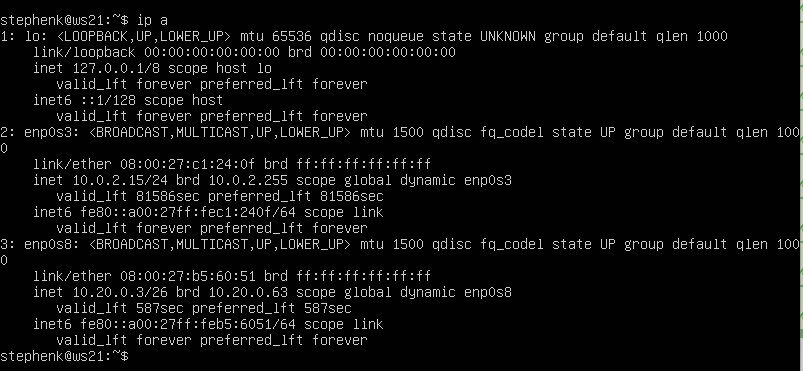 stephenk@ws21:~$ ip a
1: lo: <LOOPBACK,UP,LOWER_UP> mtu 65536 qdisc noqueue state UNKNOWN group default qlen 1000
    link/loopback 00:00:00:00:00:00 brd 00:00:00:00:00:00
    inet 127.0.0.1/8 scope host lo
       valid_lft forever preferred_lft forever
    inet6 ::1/128 scope host
       valid_lft forever preferred_lft forever
2: enp0s3: <BROADCAST,MULTICAST,UP,LOWER_UP> mtu 1500 qdisc fq_codel state UP group default qlen 100
0
    link/ether 08:00:27:c1:24:0f brd ff:ff:ff:ff:ff:ff
    inet 10.0.2.15/24 brd 10.0.2.255 scope global dynamic enp0s3
       valid_lft 81586sec preferred_lft 81586sec
    inet6 fe80::a00:27ff:fec1:240f/64 scope link
       valid_lft forever preferred_lft forever
3: enp0s8: <BROADCAST,MULTICAST,UP,LOWER_UP> mtu 1500 qdisc fq_codel state UP group default qlen 100
0
    link/ether 08:00:27:b5:60:51 brd ff:ff:ff:ff:ff:ff
    inet 10.20.0.3/26 brd 10.20.0.63 scope global dynamic enp0s8
       valid_lft 587sec preferred_lft 587sec
    inet6 fe80::a00:27ff:feb5:6051/64 scope link
       valid_lft forever preferred_lft forever
stephenk@ws21:~$